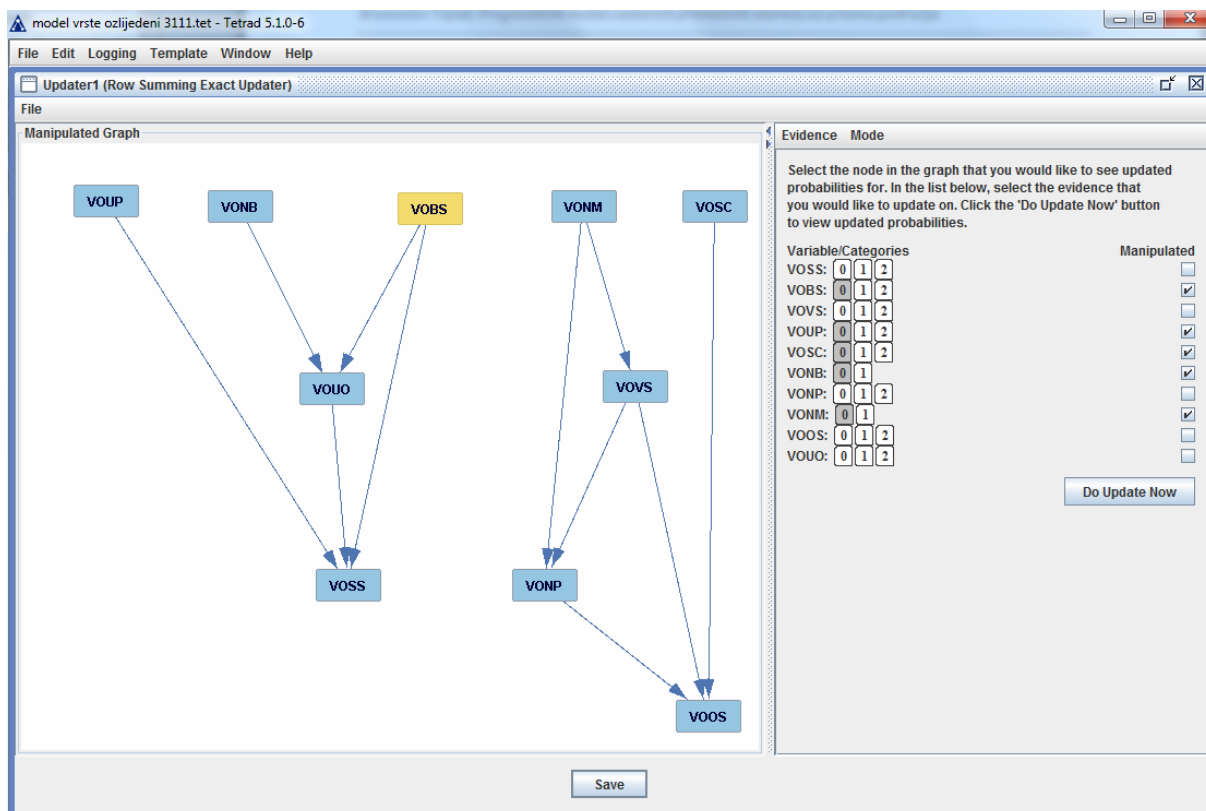 model vrste ozlijedeni 3111.tet - Tetrad 5.1.0-6
File Edit Logging Template Window Help
Updater1 (Row Summing Exact Updater)
File
Manipulated Graph
VOUP VONB VOBS VONM VOSC
VOUO VOVS
VOSS VONP
VOOS
Evidence Mode
Select the node in the graph that you would like to see updated
probabilities for. In the list below, select the evidence that
you would like to update on. Click the 'Do Update Now' button
to view updated probabilities.
Variable/Categories Manipulated
VOSS: 0 1 2
VOBS: 0 1 2
VOVS: 0 1 2
VOUP: 0 1 2
VOSC: 0 1 2
VONB: 0 1
VONP: 0 1 2
VONM: 0 1
VOOS: 0 1 2
VOUO: 0 1 2
Do Update Now
Save